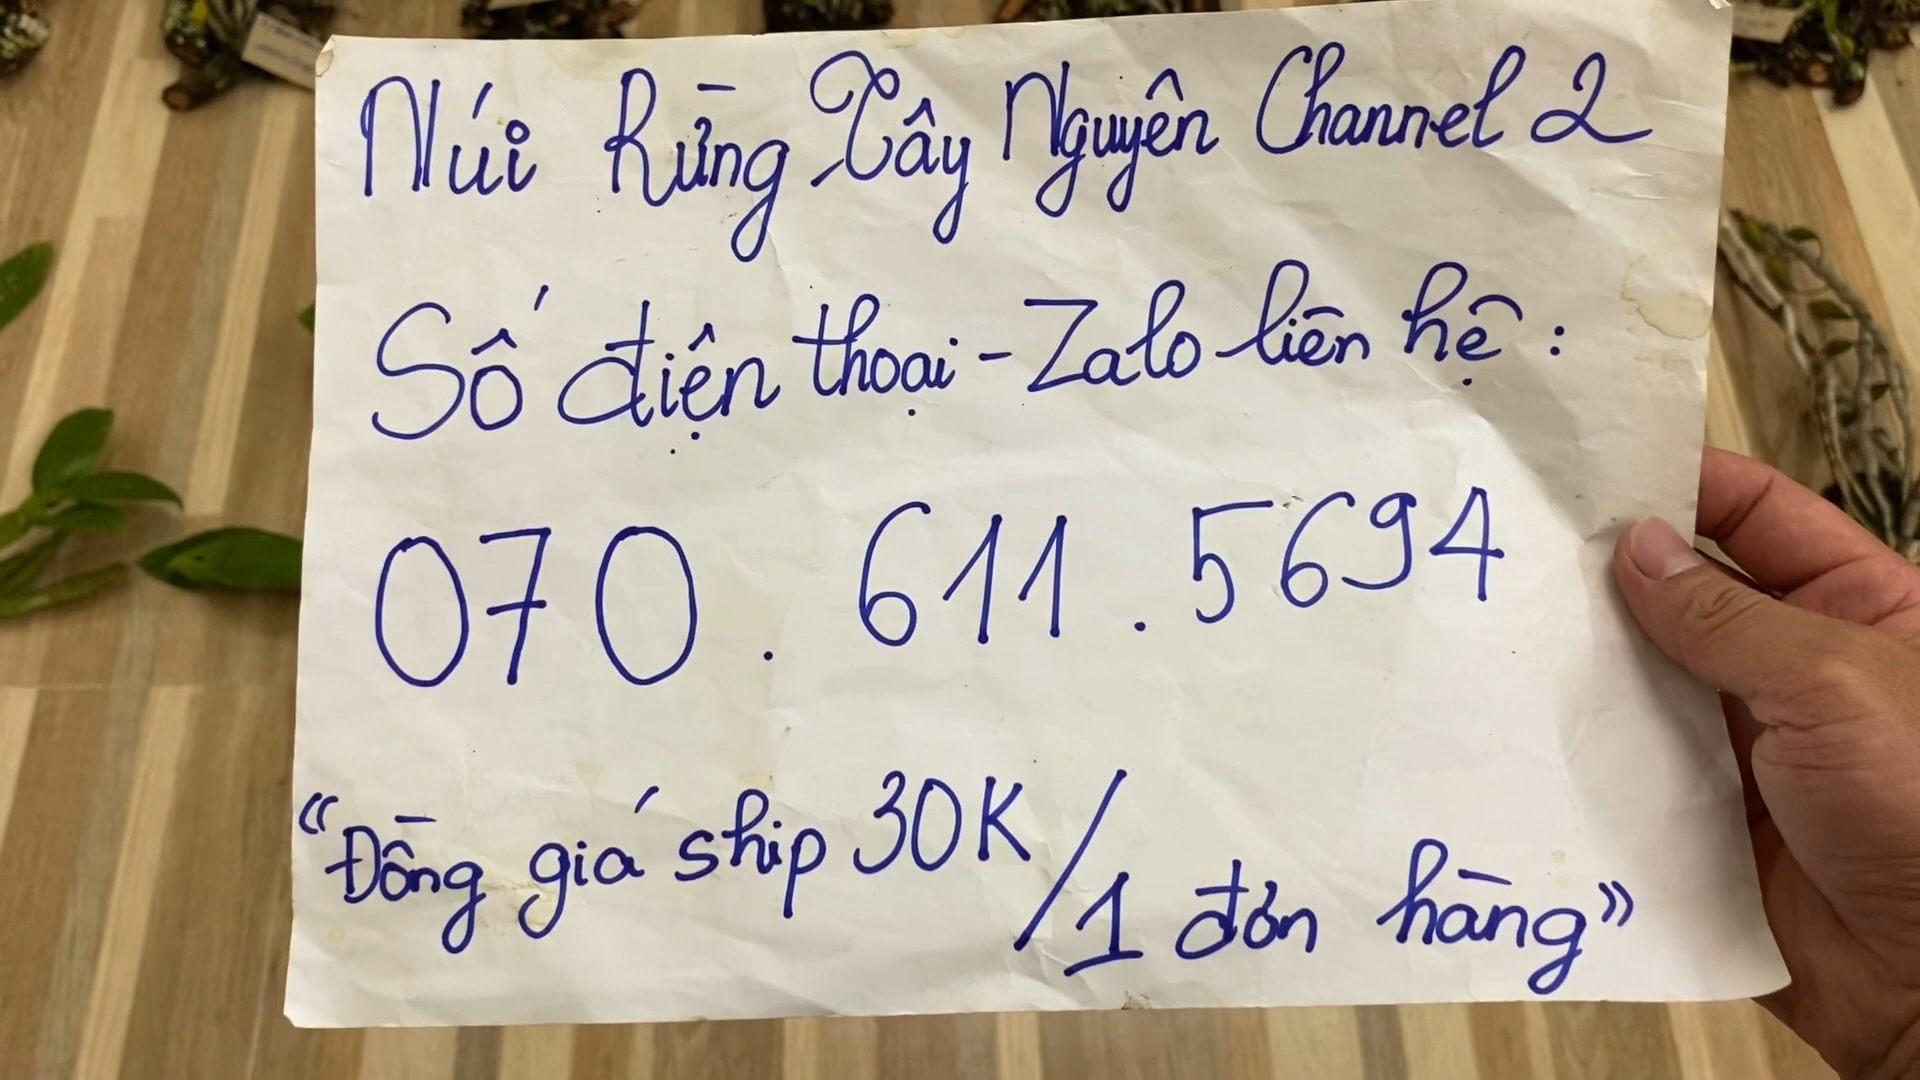 Núi Rừng Tây Nguyên Channel 2
Số điện thoại - Zalo liên hệ :
070 . 611 . 5694
“Đồng giá ship 30K/1 đơn hàng”